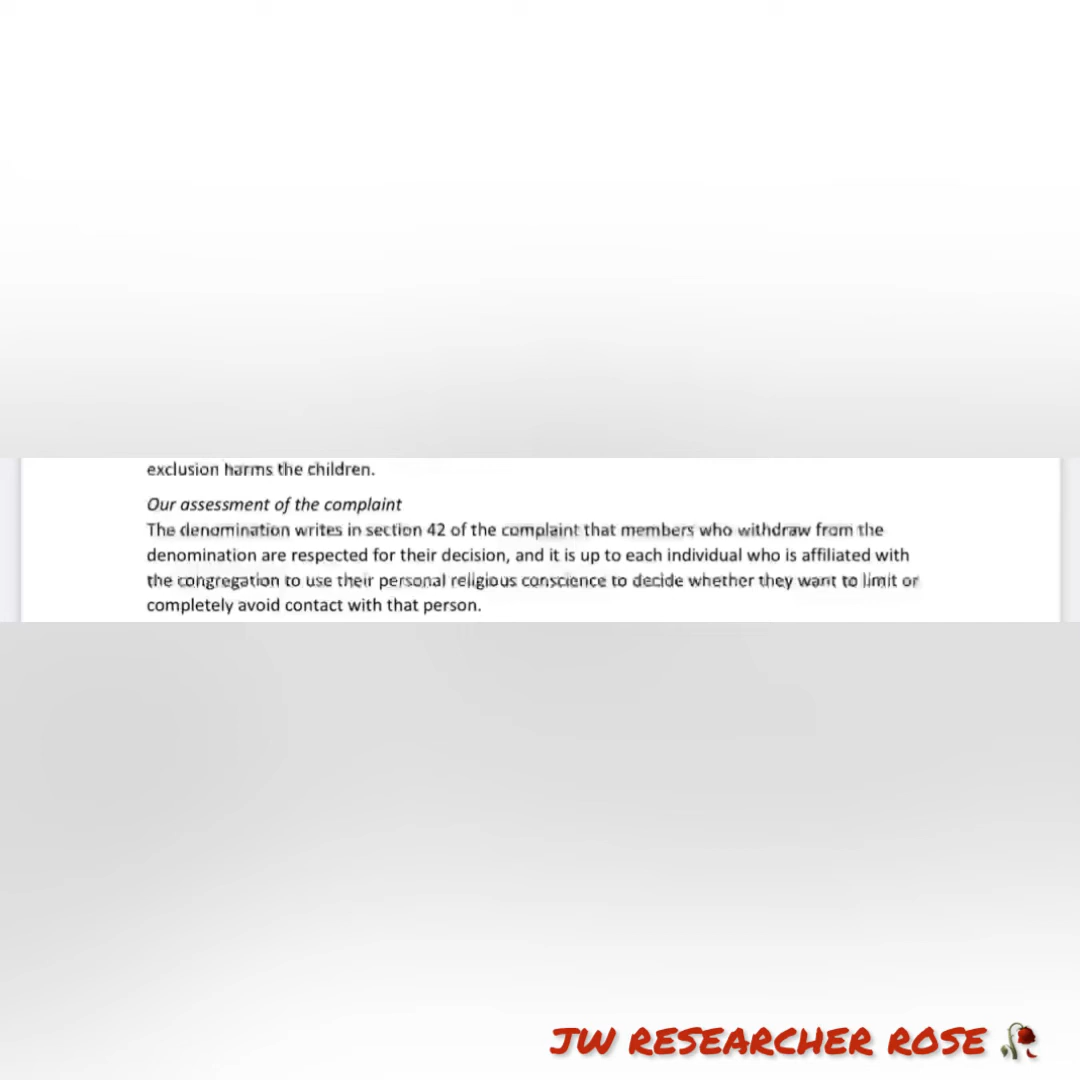 exclusion harms the children.
Our assessment of the complaint
The denomination writes in section 42 of the complaint that members who withdraw from the
denomination are respected for their decision, and it is up to each individual who is affiliated with
the congregation to use their personal religious conscience to decide whether they want to limit or
completely avoid contact with that person.
JW RESEARCHER ROSE 🥀